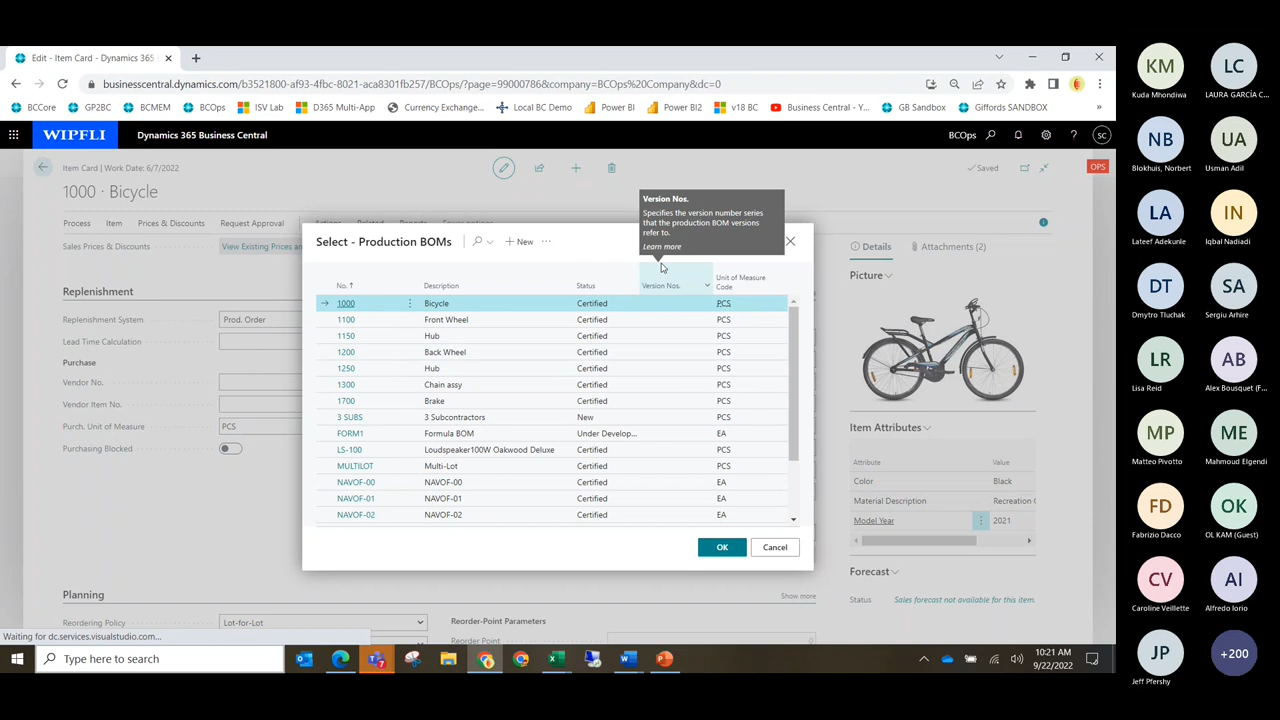 Edit - Item Card - Dynamics 365
businesscentral.dynamics.com/b3521800-af93-4fbc-8021-aca8301fb257/BCOps/?page=99000786&company=BCOps%20Company&dc=0
BCCore
GP2BC
BCMEM
BCOps
ISV Lab
D365 Multi-App
Currency Exchange...
Local BC Demo
Power BI
Power BI2
v18 BC
Business Central - Y...
GB Sandbox
Giffords SANDBOX
»
WIPFLI
Dynamics 365 Business Central
BCOps
SC
Item Card | Work Date: 6/7/2022
Saved
OPS
1000 · Bicycle
Process
Item
Prices & Discounts
Request Approval
Sales Prices & Discounts
View Existing Prices an
Replenishment
Replenishment System
Prod. Order
Lead Time Calculation
Purchase
Vendor No.
Vendor Item No.
Purch. Unit of Measure
PCS
Purchasing Blocked
Version Nos.
Specifies the version number series
that the production BOM versions
refer to.
Learn more
Select - Production BOMs
New
No. ↑
Description
Status
Version Nos.
Unit of Measure
Code
1000 Bicycle Certified PCS
1100 Front Wheel Certified PCS
1150 Hub Certified PCS
1200 Back Wheel Certified PCS
1250 Hub Certified PCS
1300 Chain assy Certified PCS
1700 Brake Certified PCS
3 SUBS 3 Subcontractors New PCS
FORM1 Formula BOM Under Develop... EA
LS-100 Loudspeaker100W Oakwood Deluxe Certified PCS
MULTILOT Multi-Lot Certified PCS
NAVOF-00 NAVOF-00 Certified EA
NAVOF-01 NAVOF-01 Certified EA
NAVOF-02 NAVOF-02 Certified EA
OK
Cancel
Details
Attachments (2)
Picture
Item Attributes
Attribute Value
Color Black
Material Description Recreation C
Model Year 2021
Forecast
Status Sales forecast not available for this item.
Planning
Show more
Reordering Policy
Lot-for-Lot
Reorder-Point Parameters
Reorder Point
0
Waiting for dc.services.visualstudio.com...
Type here to search
10:21 AM
9/22/2022
KM
Kuda Mhondiwa
LC
LAURA GARCÍA C...
NB
Blokhuis, Norbert
UA
Usman Adil
LA
Lateef Adekunle
IN
Iqbal Nadiadi
DT
Dmytro Tluchak
SA
Sergiu Arhire
LR
Lisa Reid
AB
Alex Bousquet (F...
MP
Matteo Pivotto
ME
Mahmoud Elgendi
FD
Fabrizio Dacco
OK
OL KAM (Guest)
CV
Caroline Veillette
AI
Alfredo Iorio
JP
Jeff Pfershy
+200